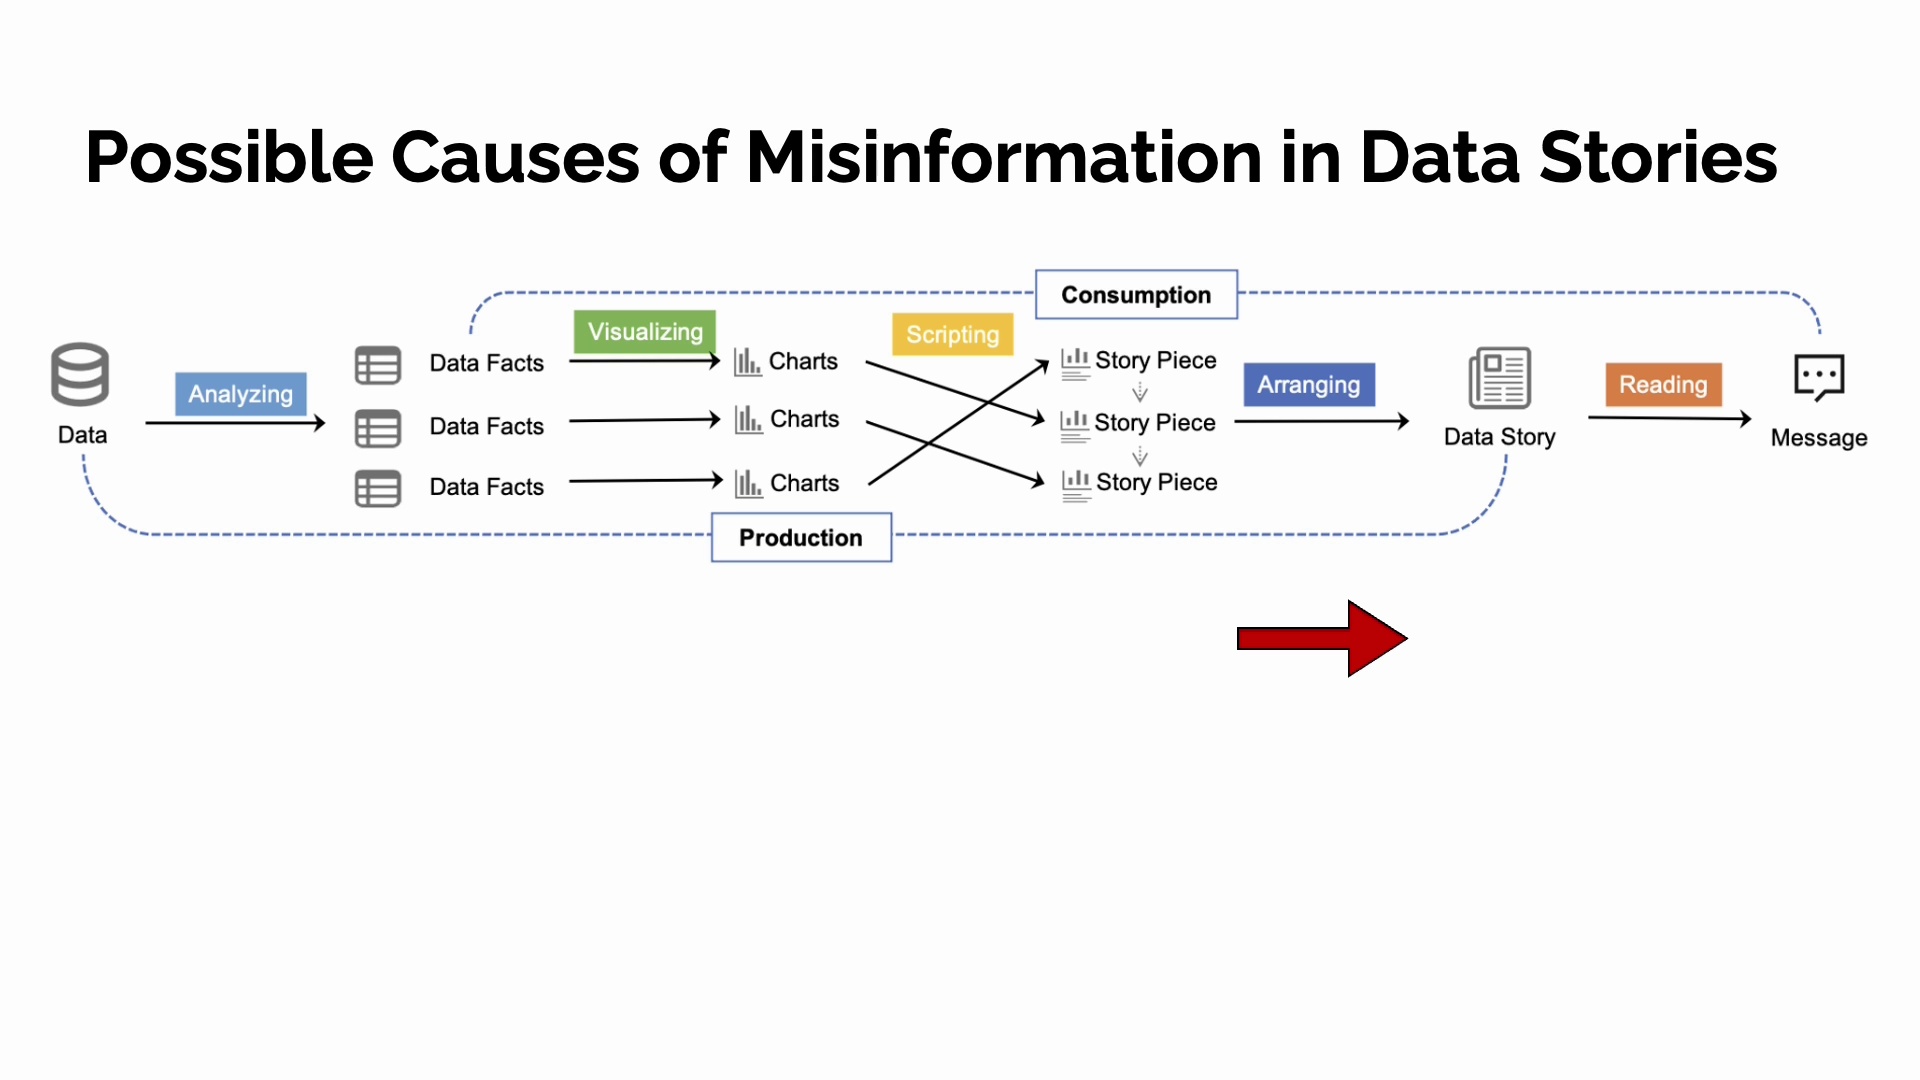 Possible Causes of Misinformation in Data Stories
Consumption
Visualizing
Scripting
Analyzing
Arranging
Reading
Data Facts
Charts
Story Piece
Data Facts
Charts
Story Piece
Data
Data Story
Message
Data Facts
Charts
Story Piece
Production